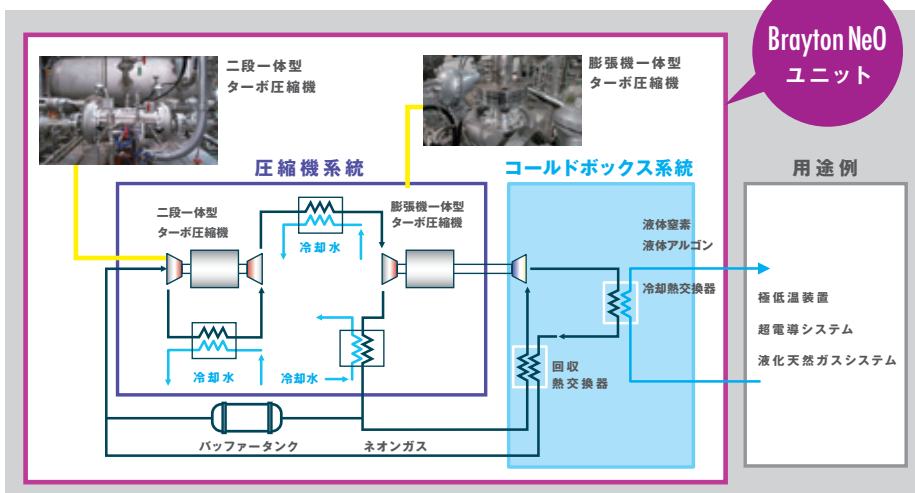 Brayton NeO
ユニット
二段一体型
ターボ圧縮機
膨張機一体型
ターボ圧縮機
圧縮機系統
コールドボックス系統
用途例
二段一体型
ターボ圧縮機
冷却水
膨張機一体型
ターボ圧縮機
液体窒素
液体アルゴン
冷却熱交換器
極低温装置
超電導システム
液化天然ガスシステム
冷却水
冷却水
回収
熱交換器
バッファータンク
ネオンガス